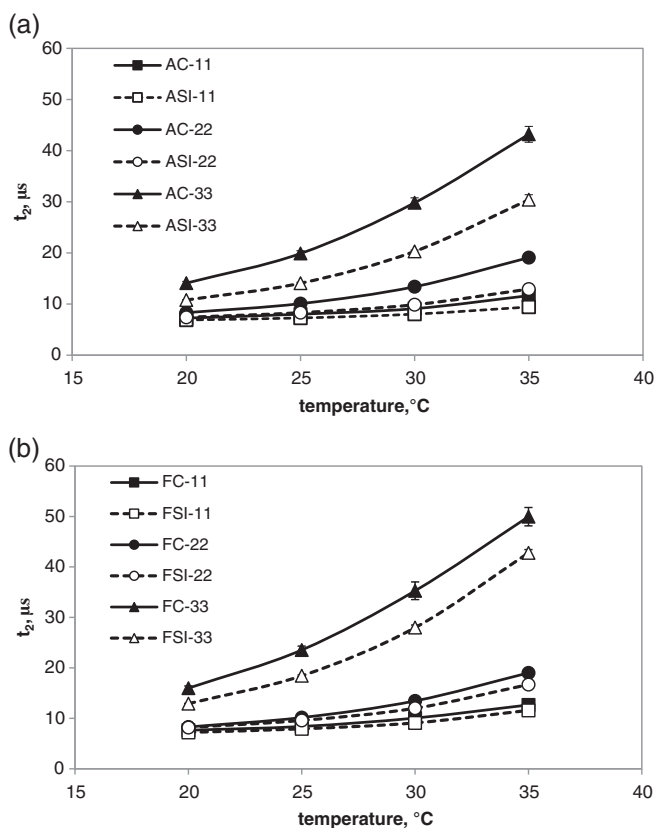 (a)
60
50
40
30
20
10
0
t₂, µs
AC-11
ASI-11
AC-22
ASI-22
AC-33
ASI-33
15 20 25 30 35 40
temperature,°C
(b)
60
50
40
30
20
10
0
t₂, µs
FC-11
FSI-11
FC-22
FSI-22
FC-33
FSI-33
15 20 25 30 35 40
temperature, °C